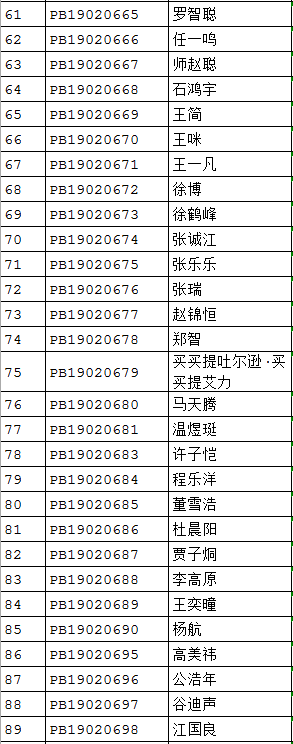 61 PB19020665 罗智聪
62 PB19020666 任一鸣
63 PB19020667 师赵聪
64 PB19020668 石鸿宇
65 PB19020669 王简
66 PB19020670 王咪
67 PB19020671 王一凡
68 PB19020672 徐博
69 PB19020673 徐鹤峰
70 PB19020674 张诚江
71 PB19020675 张乐乐
72 PB19020676 张瑞
73 PB19020677 赵锦恒
74 PB19020678 郑智
75 PB19020679 买买提吐尔逊·买
买提艾力
76 PB19020680 马天腾
77 PB19020681 温煜珽
78 PB19020683 许子恺
79 PB19020684 程乐洋
80 PB19020685 董雪浩
81 PB19020686 杜晨阳
82 PB19020687 贾子烔
83 PB19020688 李高原
84 PB19020689 王奕曈
85 PB19020690 杨航
86 PB19020695 高美祎
87 PB19020696 公浩年
88 PB19020697 谷迪声
89 PB19020698 江国良